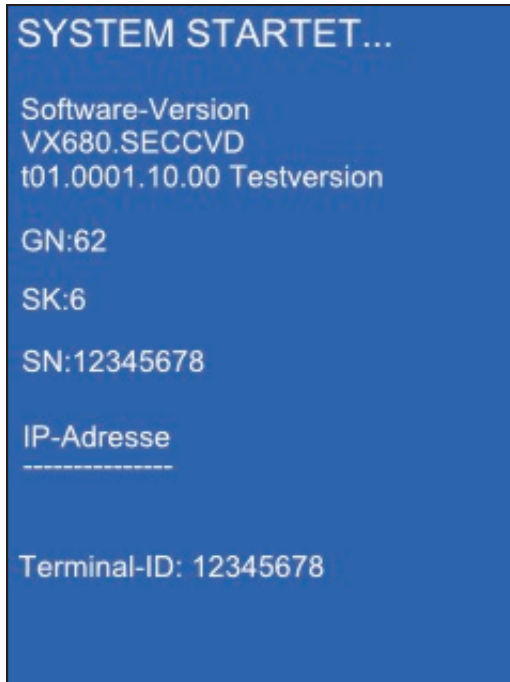 SYSTEM STARTET...
Software-Version
VX680.SECCVD
t01.0001.10.00 Testversion
GN:62
SK:6
SN:12345678
IP-Adresse
---------------
Terminal-ID: 12345678